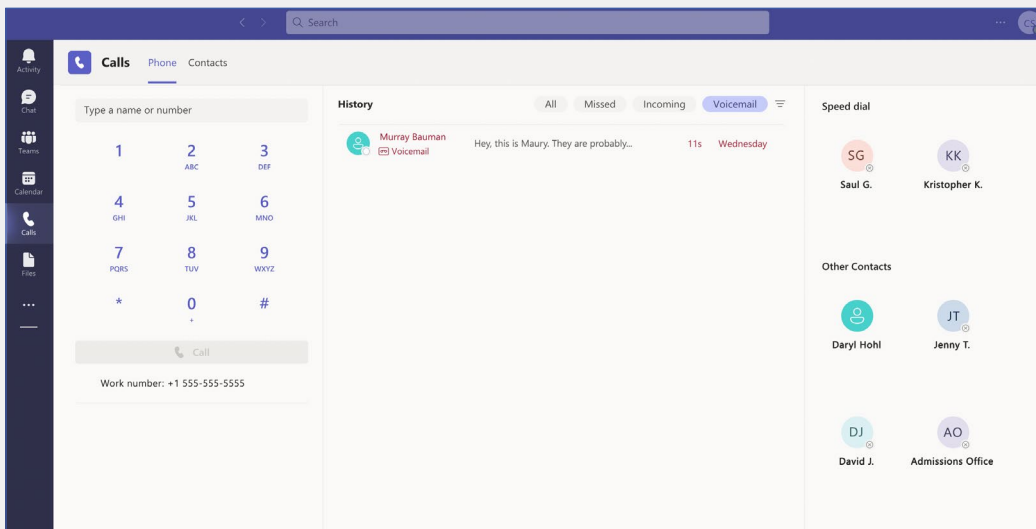 < > Search ... CS
Activity
Chat
Teams
Calendar
Calls
Files
...
Calls Phone Contacts
Type a name or number
1 2 3
ABC DEF
4 5 6
GHI JKL MNO
7 8 9
PQRS TUV WXYZ
* 0 #
+
Call
Work number: +1 555-555-5555
History All Missed Incoming Voicemail
Murray Bauman
Voicemail
Hey, this is Maury. They are probably... 11s Wednesday
Speed dial
SG KK
Saul G. Kristopher K.
Other Contacts
JT
Daryl Hohl Jenny T.
DJ AO
David J. Admissions Office